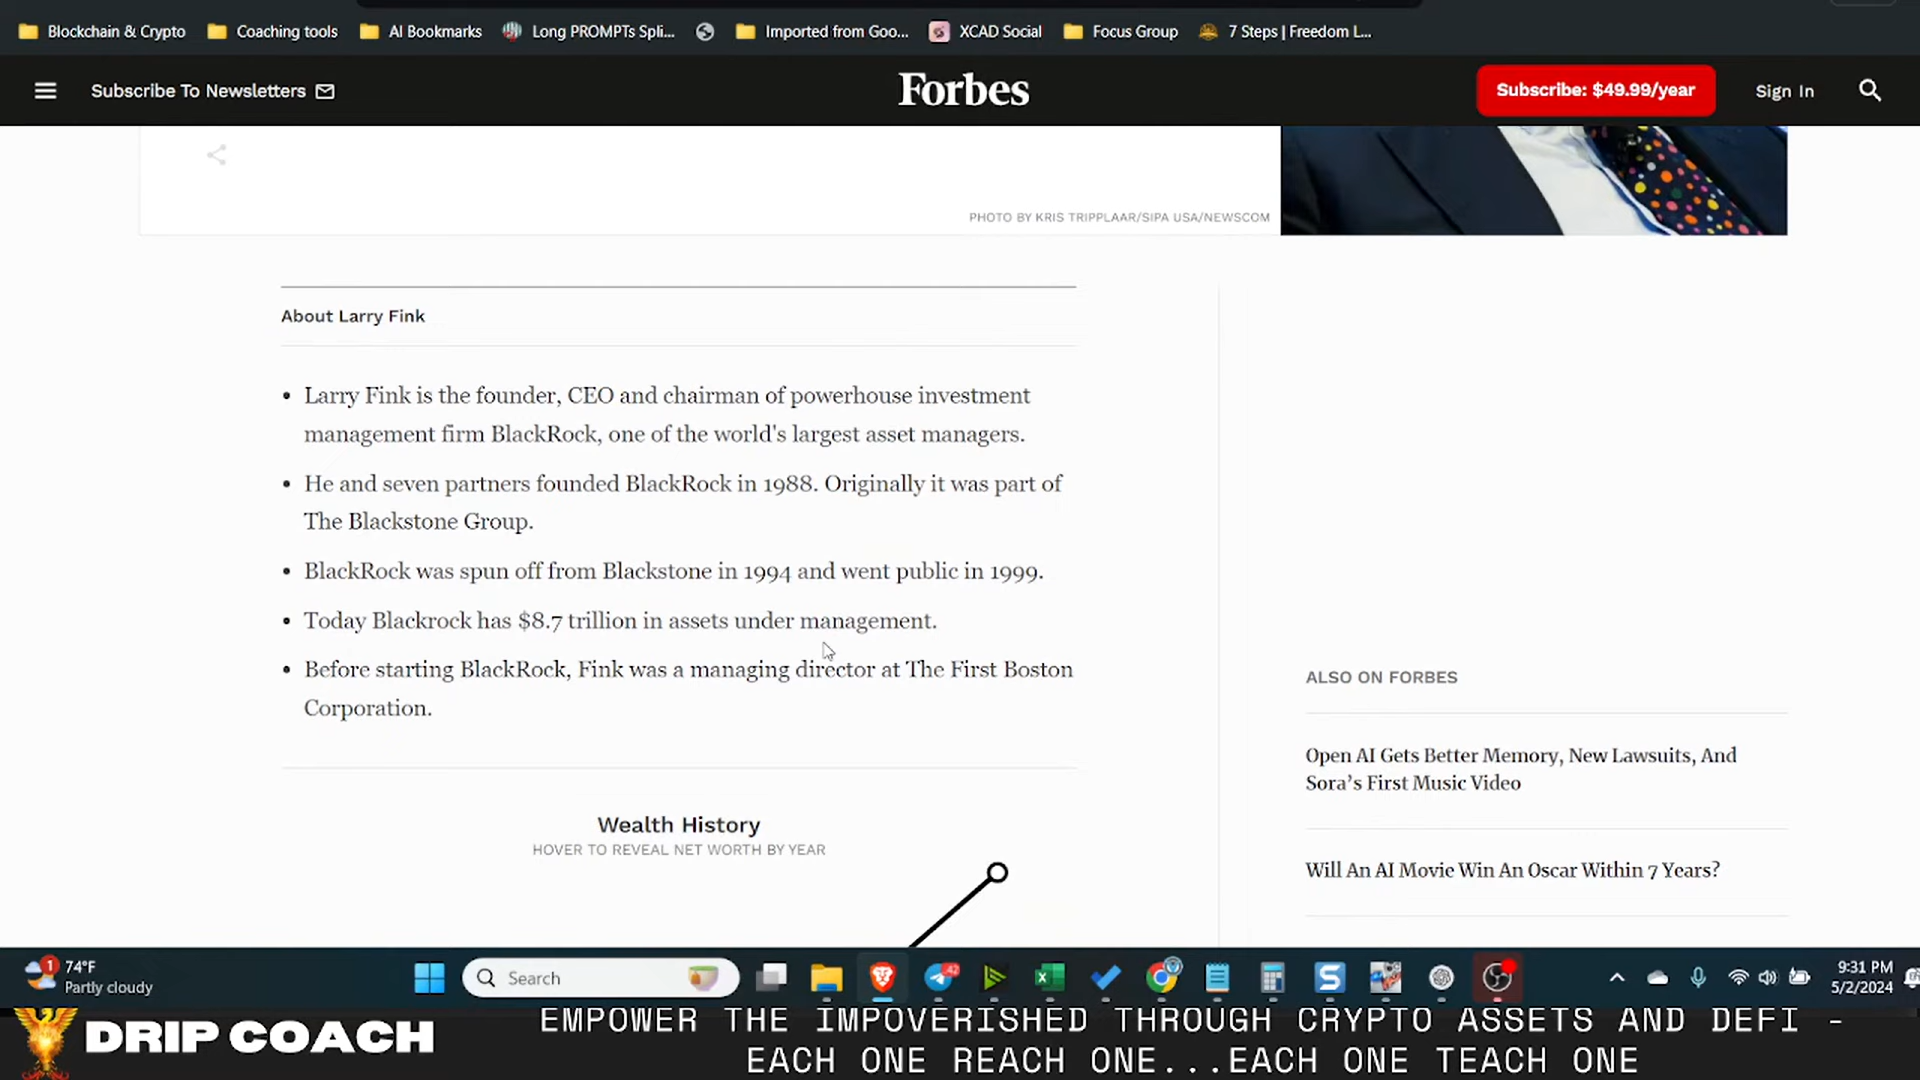 Blockchain & Crypto
Coaching tools
AI Bookmarks
Long PROMPTs Spli...
Imported from Goo...
XCAD Social
Focus Group
7 Steps | Freedom L...
Subscribe To Newsletters
Forbes
Subscribe: $49.99/year
Sign In
PHOTO BY KRIS TRIPPLAAR/SIPA USA/NEWSCOM
About Larry Fink
Larry Fink is the founder, CEO and chairman of powerhouse investment
management firm BlackRock, one of the world's largest asset managers.
He and seven partners founded BlackRock in 1988. Originally it was part of
The Blackstone Group.
BlackRock was spun off from Blackstone in 1994 and went public in 1999.
Today Blackrock has $8.7 trillion in assets under management.
Before starting BlackRock, Fink was a managing director at The First Boston
Corporation.
Wealth History
HOVER TO REVEAL NET WORTH BY YEAR
ALSO ON FORBES
Open AI Gets Better Memory, New Lawsuits, And
Sora's First Music Video
Will An AI Movie Win An Oscar Within 7 Years?
1
74°F
Partly cloudy
Search
42
9:31 PM
5/2/2024
DRIP COACH
EMPOWER THE IMPOVERISHED THROUGH CRYPTO ASSETS AND DEFI -
EACH ONE REACH ONE...EACH ONE TEACH ONE